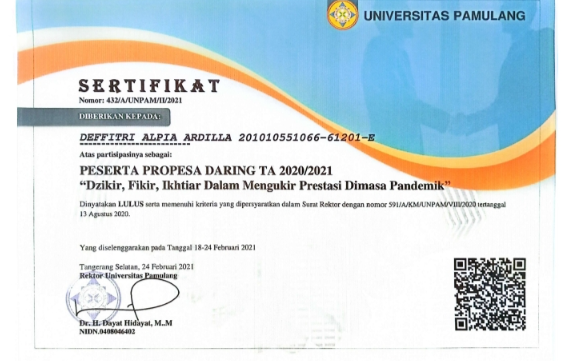 UNIVERSITAS PAMULANG
SERTIFIKAT
Nomor: 432/A/UNPAM/II/2021
DIBERIKAN KEPADA:
DEFFITRI ALPIA ARDILLA 201010551066-61201-E
Atas partisipasinya sebagai:
PESERTA PROPESA DARING TA 2020/2021
“Dzikir, Fikir, Ikhtiar Dalam Mengukir Prestasi Dimasa Pandemik”
Dinyatakan LULUS serta memenuhi kriteria yang dipersyaratkan dalam Surat Rektor dengan nomor 591/A/KM/UNPAM/VIII/2020 tertanggal
13 Agustus 2020.
Yang diselenggarakan pada Tanggal 18-24 Februari 2021
Tangerang Selatan, 24 Februari 2021
Rektor Universitas Pamulang
Dr. H. Dayat Hidayat, M..M
NIDN.0408046402